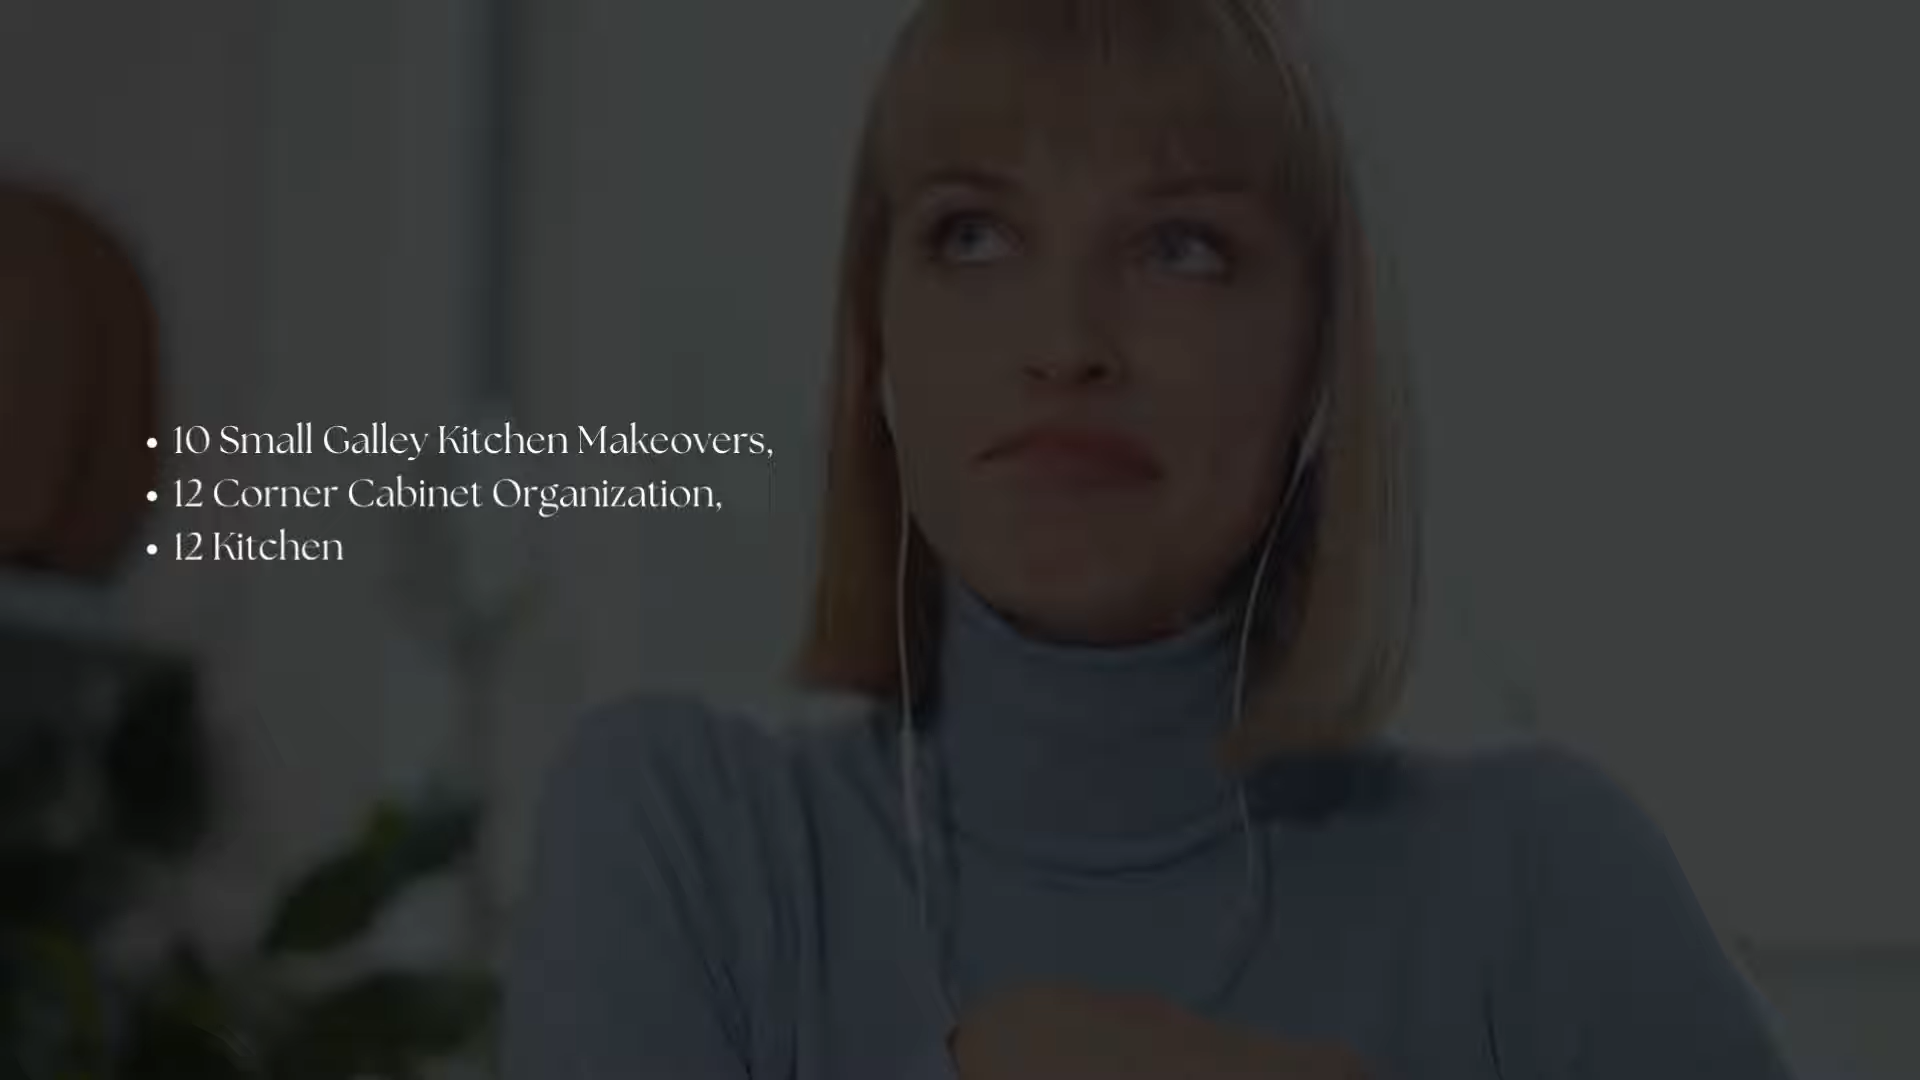 • 10 Small Galley Kitchen Makeovers,
• 12 Corner Cabinet Organization,
• 12 Kitchen